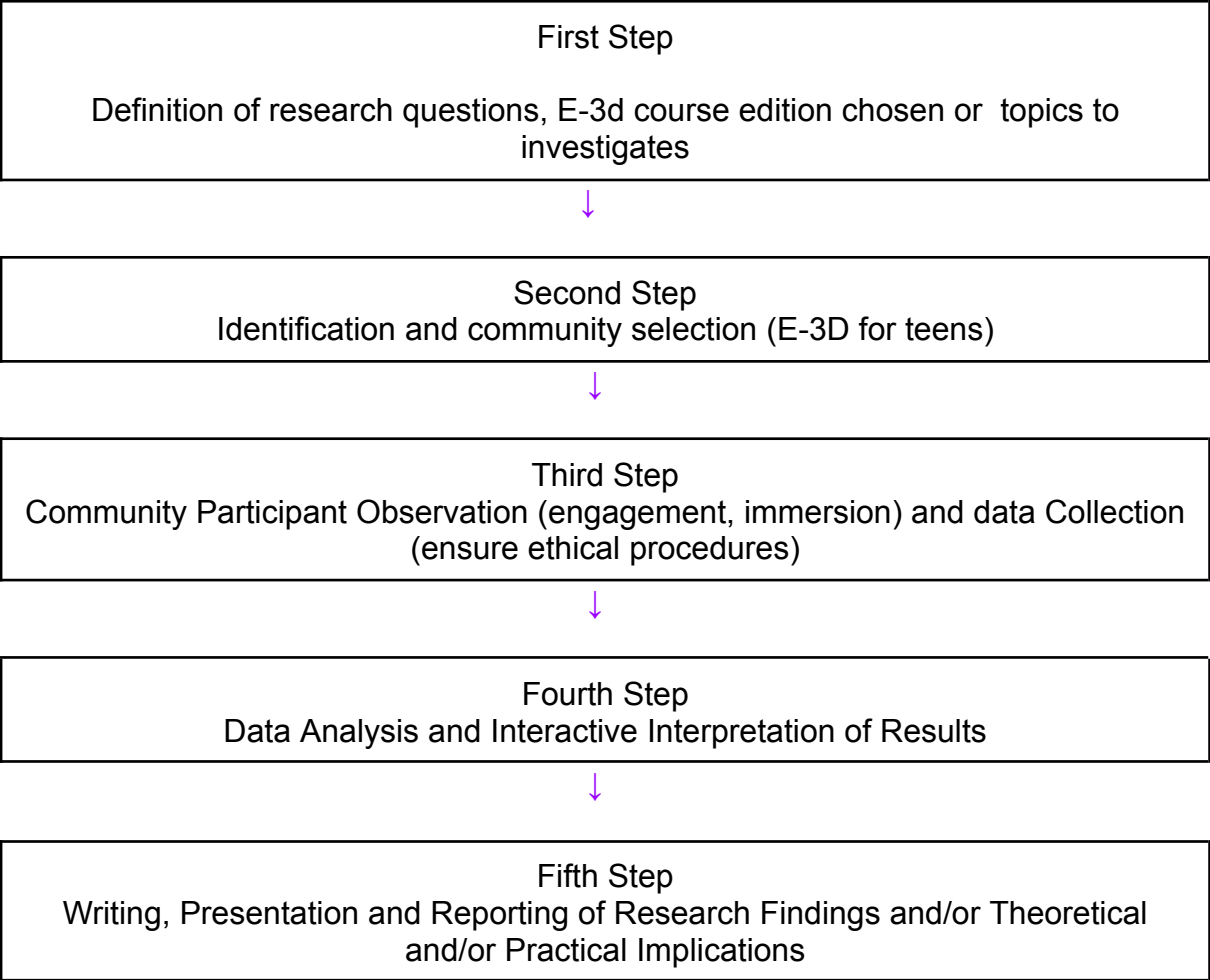 First Step
Definition of research questions, E-3d course edition chosen or  topics to
investigates
↓
Second Step
Identification and community selection (E-3D for teens)
↓
Third Step
Community Participant Observation (engagement, immersion) and data Collection
(ensure ethical procedures)
↓
Fourth Step
Data Analysis and Interactive Interpretation of Results
↓
Fifth Step
Writing, Presentation and Reporting of Research Findings and/or Theoretical
and/or Practical Implications